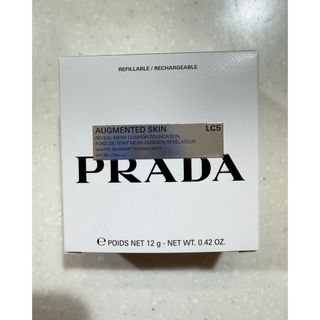 REFILLABLE / RECHARGEABLE
AUGMENTED SKIN LC5
REVEAL MESH CUSHION FOUNDATION
FOND DE TEINT MESH CUSHION RÉVÉLATEUR
PRADA
℮ POIDS NET 12 g - NET WT. 0.42 OZ.